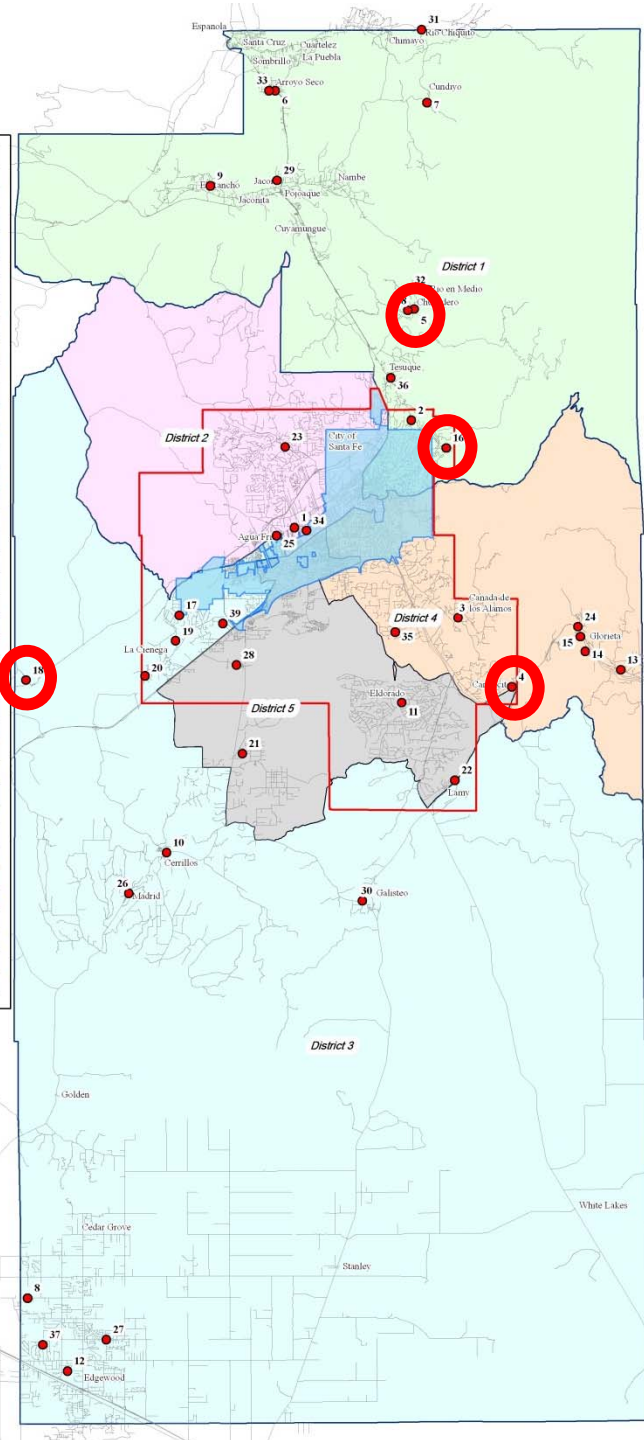 Espanola
31
Rio Chiquito
Chimayo
Santa Cruz
Cuartelez
La Puebla
Sombrillo
33
Arroyo Seco
6
Cundiyo
7
9
Jacona
29
Nambe
Jaconita
Pojoaque
Cuyamungue
District 1
32
Rio en Medio
5
Tesuque
36
2
District 2
23
City of
Santa Fe
16
1
34
Agua Fria
25
17
39
3
Canada de
los Alamos
District 4
35
24
15
Glorieta
14
13
19
La Cienega
28
18
20
4
Eldorado
11
District 5
21
22
Lamy
10
Cerrillos
26
Madrid
30
Galisteo
District 3
Golden
White Lakes
Cedar Grove
Stanley
8
37
27
12
Edgewood